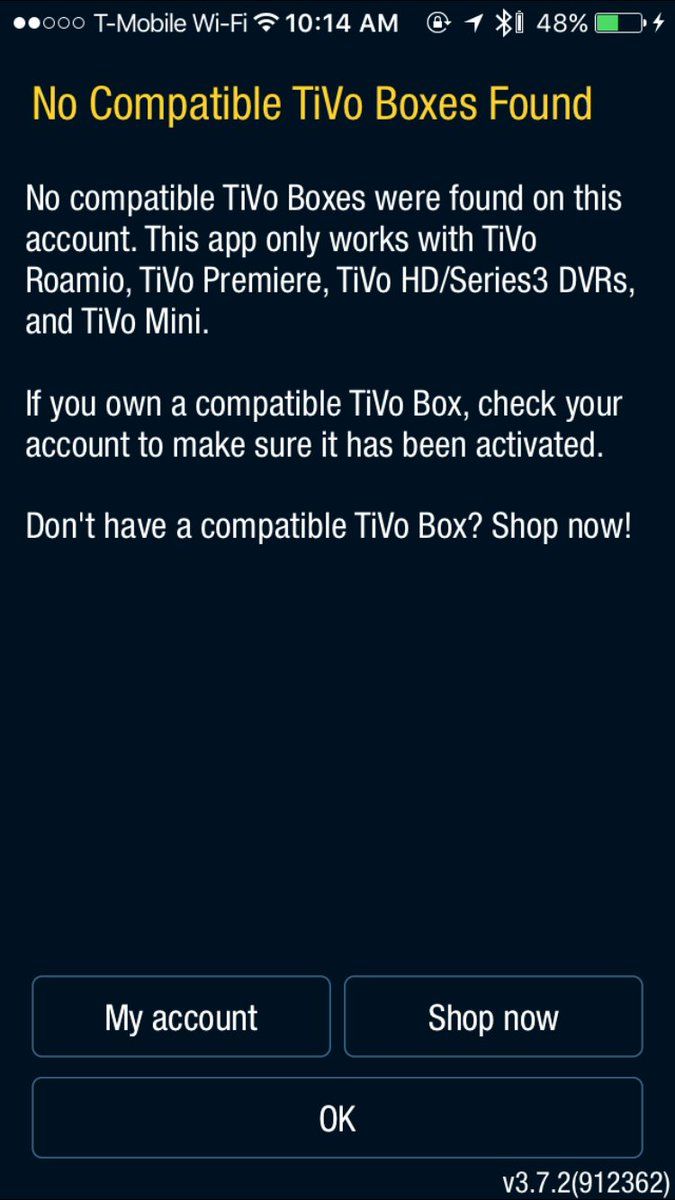 T-Mobile Wi-Fi 10:14 AM 48%
No Compatible TiVo Boxes Found
No compatible TiVo Boxes were found on this
account. This app only works with TiVo
Roamio, TiVo Premiere, TiVo HD/Series3 DVRs,
and TiVo Mini.
If you own a compatible TiVo Box, check your
account to make sure it has been activated.
Don't have a compatible TiVo Box? Shop now!
My account
Shop now
OK
v3.7.2(912362)